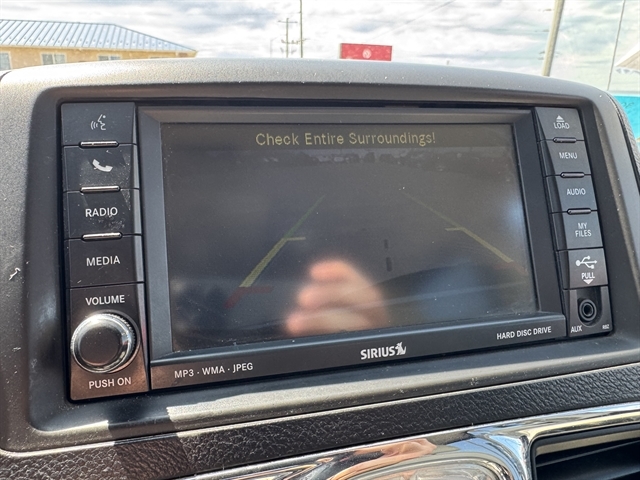 Check Entire Surroundings!
LOAD
MENU
RADIO
AUDIO
MEDIA
MY
FILES
PULL
VOLUME
PUSH ON
SIRIUS
HARD DISC DRIVE
AUX
RBZ
MP3 · WMA · JPEG